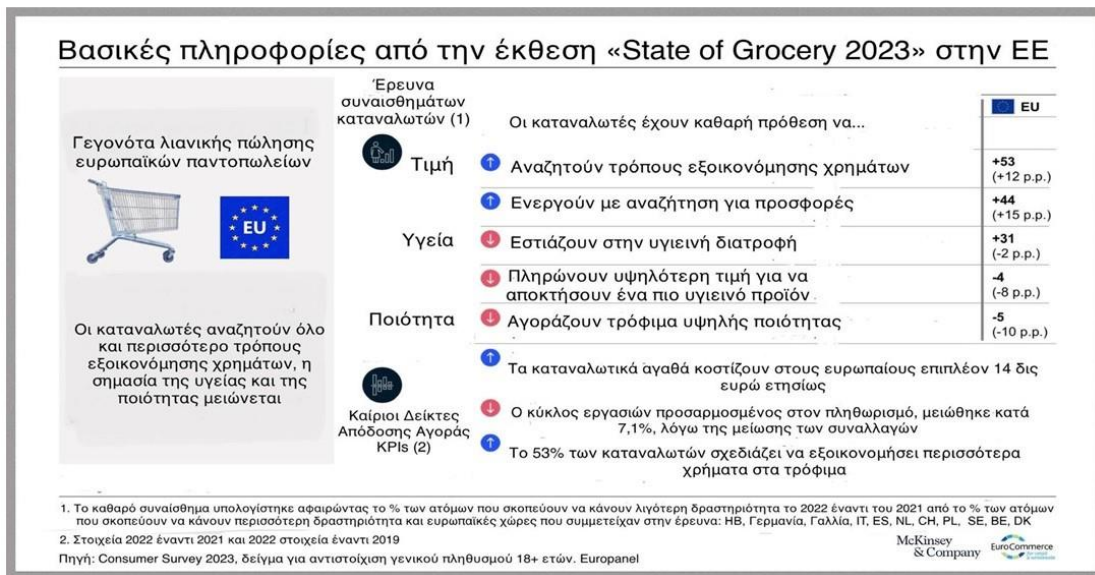 Βασικές πληροφορίες από την έκθεση «State of Grocery 2023» στην ΕΕ
Γεγονότα λιανικής πώλησης
ευρωπαϊκών παντοπωλείων
EU
Οι καταναλωτές αναζητούν όλο
και περισσότερο τρόπους
εξοικονόμησης χρημάτων, η
σημασία της υγείας και της
ποιότητας μειώνεται
Έρευνα
συναισθημάτων
καταναλωτών (1)
Οι καταναλωτές έχουν καθαρή πρόθεση να...
EU
Τιμή
Αναζητούν τρόπους εξοικονόμησης χρημάτων
+53
(+12 p.p.)
Ενεργούν με αναζήτηση για προσφορές
+44
(+15 p.p.)
Υγεία
Εστιάζουν στην υγιεινή διατροφή
+31
(-2 p.p.)
Πληρώνουν υψηλότερη τιμή για να
αποκτήσουν ένα πιο υγιεινό προϊόν
-4
(-8 p.p.)
Ποιότητα
Αγοράζουν τρόφιμα υψηλής ποιότητας
-5
(-10 p.p.)
Καίριοι Δείκτες
Απόδοσης Αγοράς
KPIs (2)
Τα καταναλωτικά αγαθά κοστίζουν στους ευρωπαίους επιπλέον 14 δις
ευρώ ετησίως
Ο κύκλος εργασιών προσαρμοσμένος στον πληθωρισμό, μειώθηκε κατά
7,1%, λόγω της μείωσης των συναλλαγών
Το 53% των καταναλωτών σχεδιάζει να εξοικονομήσει περισσότερα
χρήματα στα τρόφιμα
1. Το καθαρό συναίσθημα υπολογίστηκε αφαιρώντας το % των ατόμων που σκοπεύουν να κάνουν λιγότερη δραστηριότητα το 2022 έναντι του 2021 από το % των ατόμων
που σκοπεύουν να κάνουν περισσότερη δραστηριότητα και ευρωπαϊκές χώρες που συμμετείχαν στην έρευνα: ΗΒ, Γερμανία, Γαλλία, IT, ES, NL, CH, PL, SE, BE, DK
2. Στοιχεία 2022 έναντι 2021 και 2022 στοιχεία έναντι 2019
Πηγή: Consumer Survey 2023, δείγμα για αντιστοίχιση γενικού πληθυσμού 18+ ετών. Europanel
McKinsey
& Company
EuroCommerce